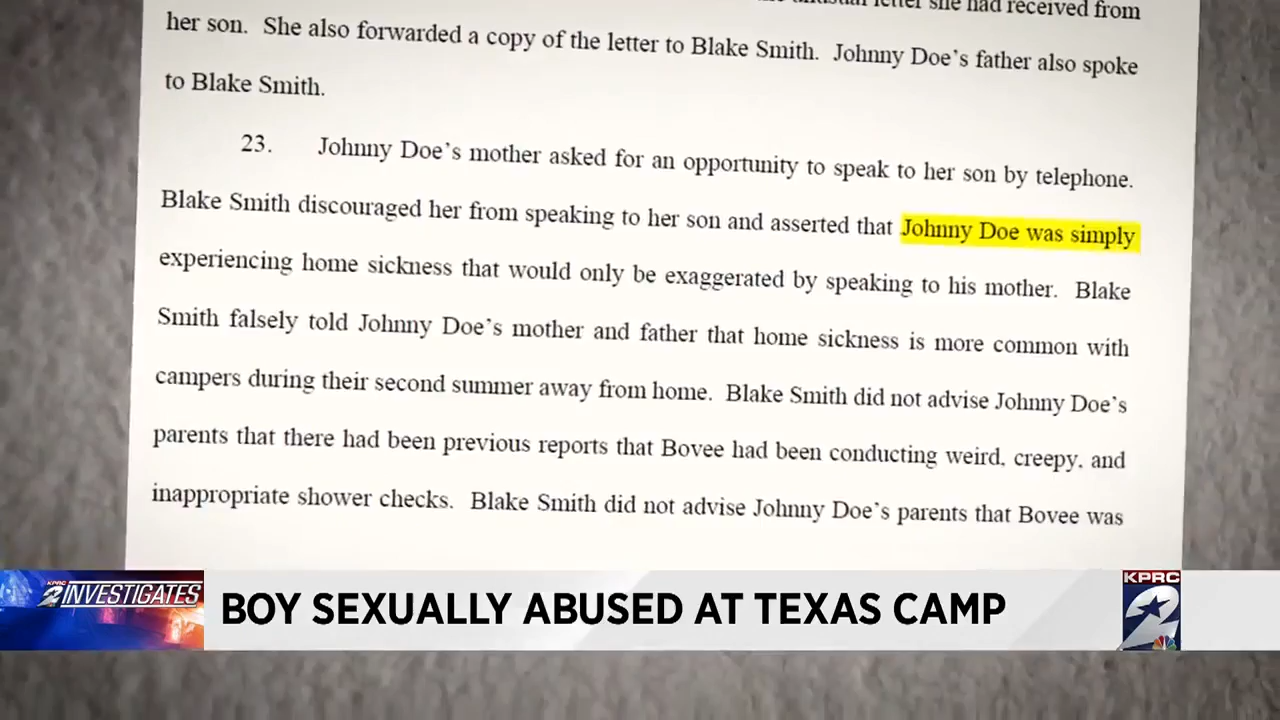 letter she had received from
her son. She also forwarded a copy of the letter to Blake Smith. Johnny Doe's father also spoke
to Blake Smith.
23. Johnny Doe's mother asked for an opportunity to speak to her son by telephone.
Blake Smith discouraged her from speaking to her son and asserted that Johnny Doe was simply
experiencing home sickness that would only be exaggerated by speaking to his mother. Blake
Smith falsely told Johnny Doe's mother and father that home sickness is more common with
campers during their second summer away from home. Blake Smith did not advise Johnny Doe's
parents that there had been previous reports that Bovee had been conducting weird, creepy, and
inappropriate shower checks. Blake Smith did not advise Johnny Doe's parents that Bovee was
KPRC
2 INVESTIGATES
BOY SEXUALLY ABUSED AT TEXAS CAMP
KPRC
2